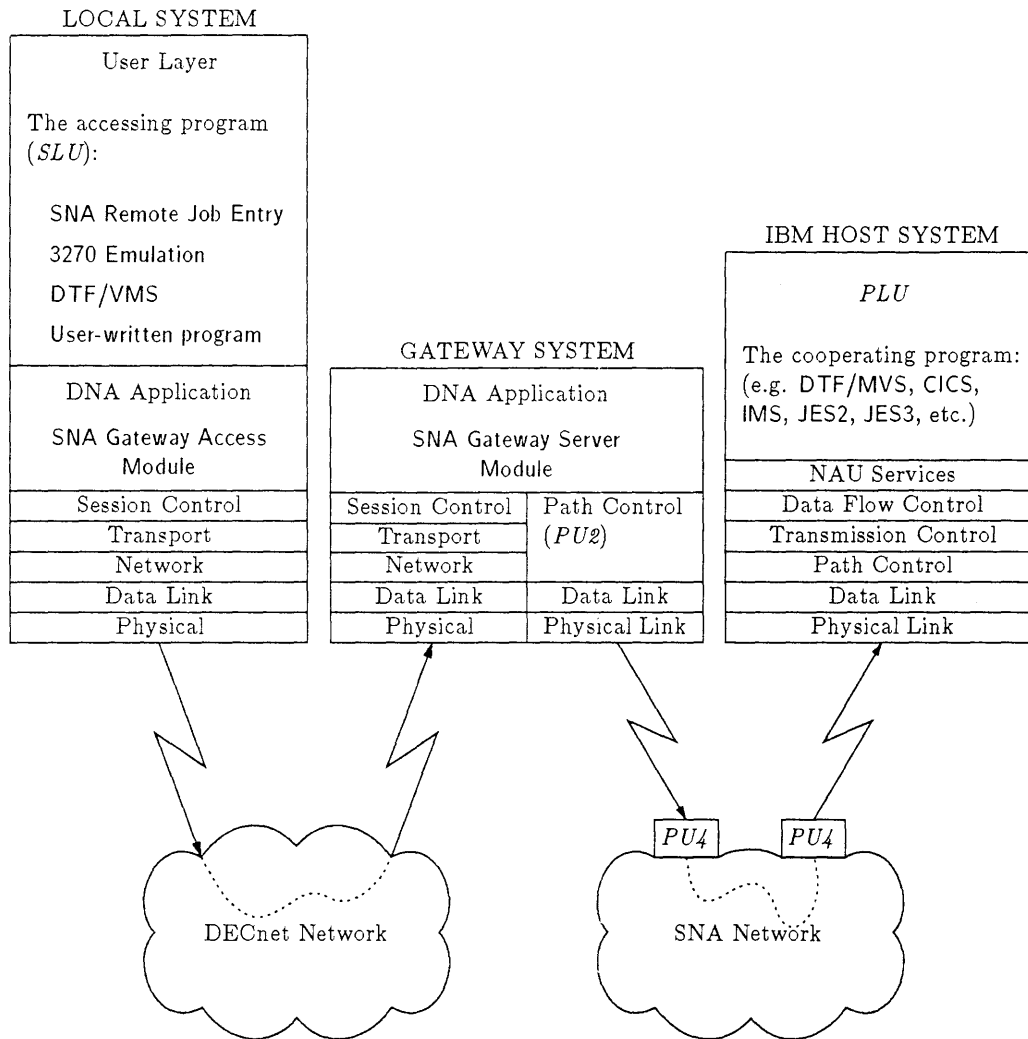 LOCAL SYSTEM
User Layer
The accessing program
(SLU):
SNA Remote Job Entry
3270 Emulation
DTF/VMS
User-written program
DNA Application
SNA Gateway Access
Module
Session Control
Transport
Network
Data Link
Physical
GATEWAY SYSTEM
DNA Application
SNA Gateway Server
Module
Session Control
Transport
Network
Data Link
Physical
Path Control
(PU2)
Data Link
Physical Link
IBM HOST SYSTEM
PLU
The cooperating program:
(e.g. DTF/MVS, CICS,
IMS, JES2, JES3, etc.)
NAU Services
Data Flow Control
Transmission Control
Path Control
Data Link
Physical Link
DECnet Network
PU4
PU4
SNA Network